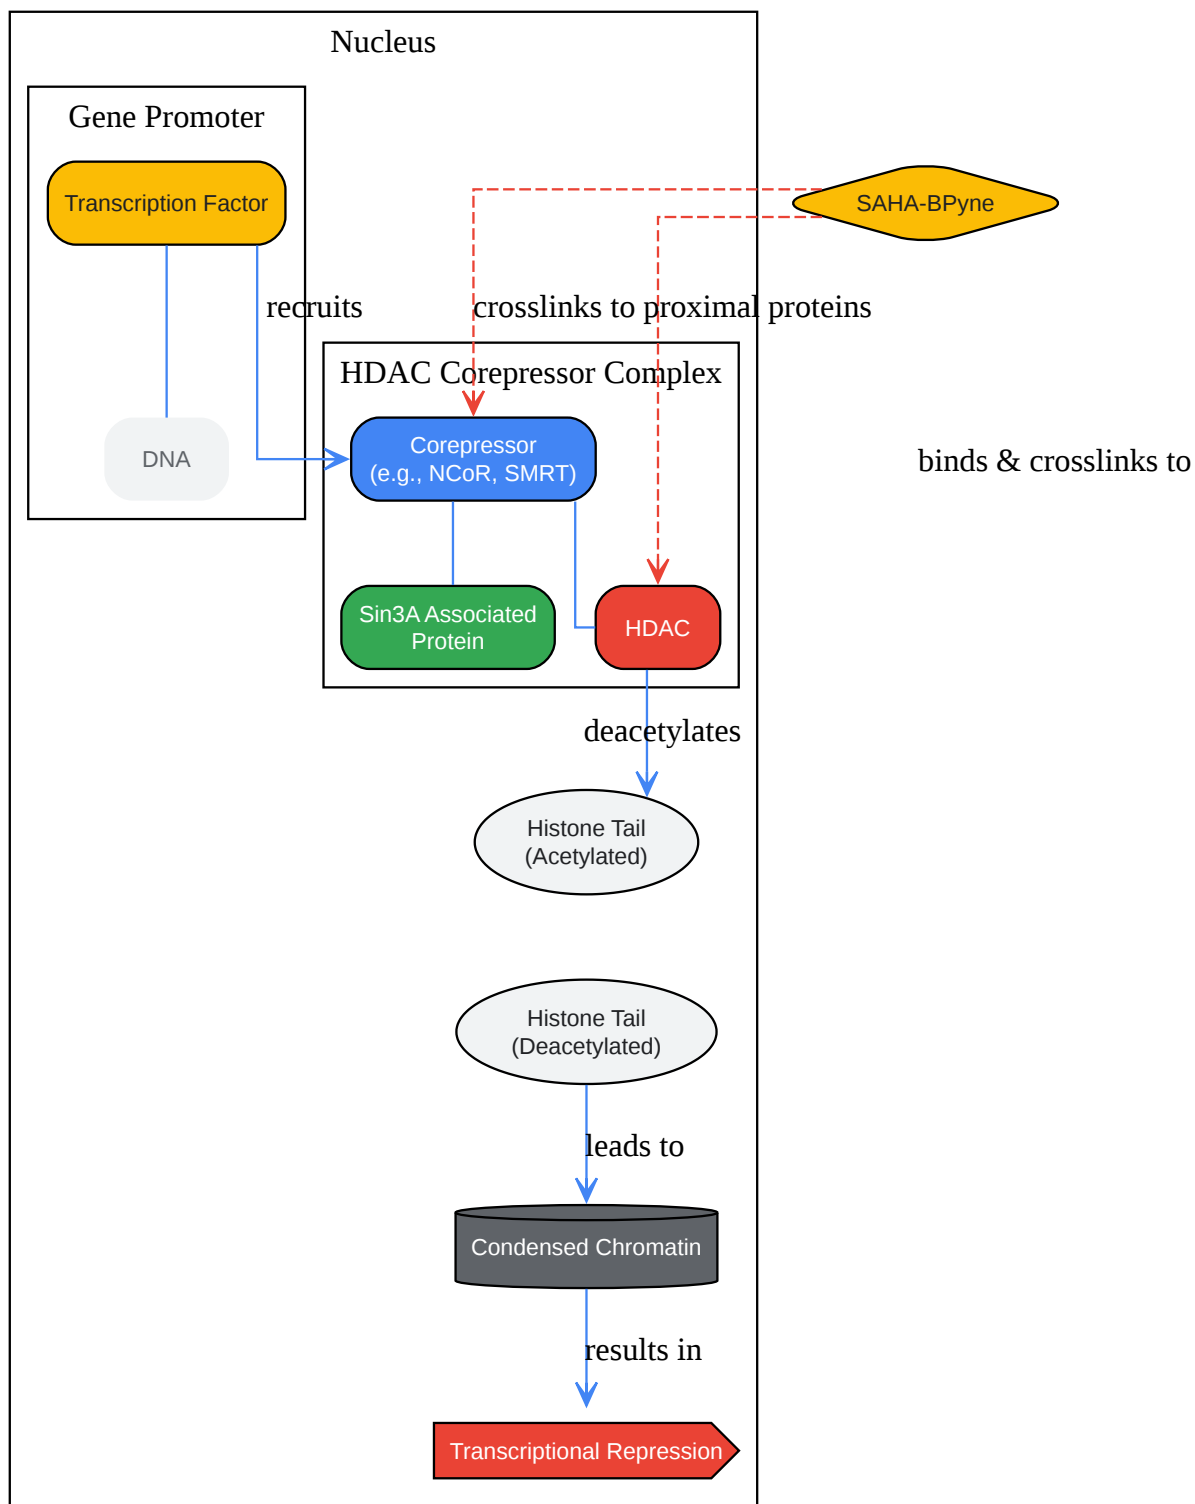 Nucleus
Gene Promoter
Transcription Factor
SAHA-BPyne
recruits
crosslinks to proximal proteins
HDAC Corepressor Complex
Corepressor
(e.g., NCoR, SMRT)
DNA
binds & crosslinks to
Sin3A Associated
Protein
HDAC
deacetylates
Histone Tail
(Acetylated)
Histone Tail
(Deacetylated)
leads to
Condensed Chromatin
results in
Transcriptional Repression